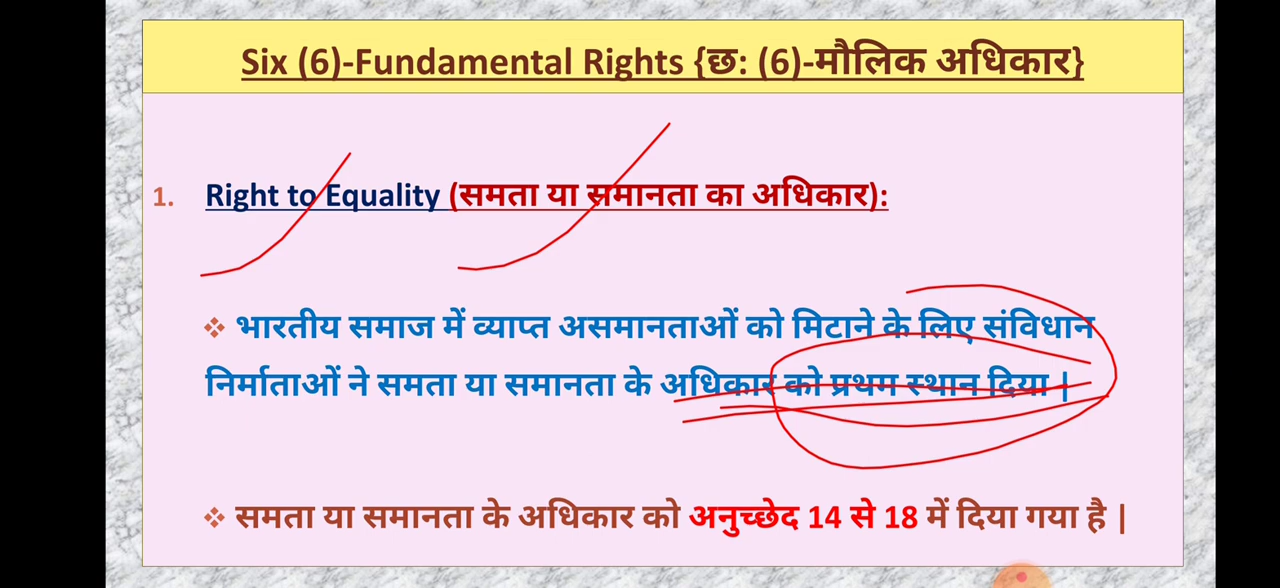 Six (6)-Fundamental Rights {छ: (6)-मौलिक अधिकार}
1. Right to Equality (समता या समानता का अधिकार):
❖ भारतीय समाज में व्याप्त असमानताओं को मिटाने के लिए संविधान
निर्माताओं ने समता या समानता के अधिकार को प्रथम स्थान दिया |
❖ समता या समानता के अधिकार को अनुच्छेद 14 से 18 में दिया गया है |